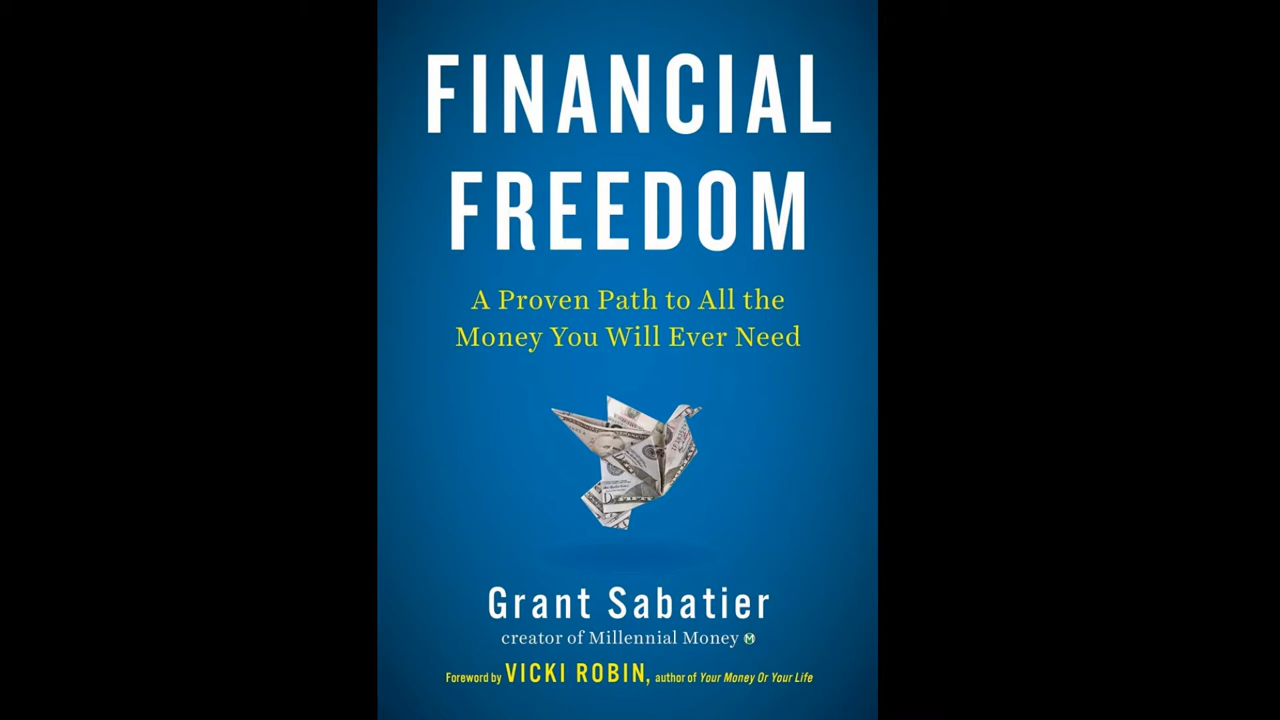 FINANCIAL
FREEDOM
A Proven Path to All the
Money You Will Ever Need
Grant Sabatier
creator of Millennial Money M
Foreword by VICKI ROBIN, author of Your Money Or Your Life